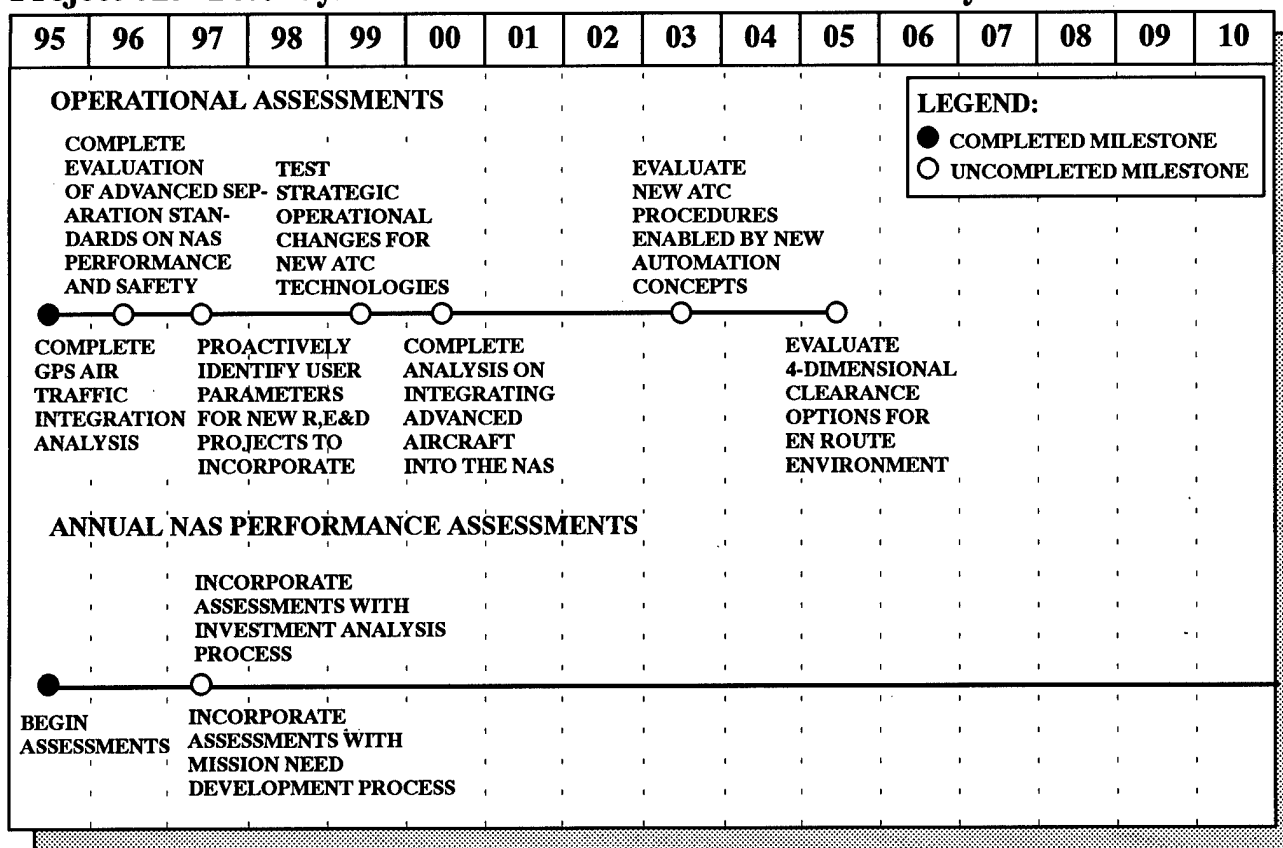 95 96 97 98 99 00 01 02 03 04 05 06 07 08 09 10
OPERATIONAL ASSESSMENTS
LEGEND:
COMPLETED MILESTONE
UNCOMPLETED MILESTONE
COMPLETE
EVALUATION
OF ADVANCED SEP-
ARATION STAN-
DARDS ON NAS
PERFORMANCE
AND SAFETY
TEST
STRATEGIC
OPERATIONAL
CHANGES FOR
NEW ATC
TECHNOLOGIES
EVALUATE
NEW ATC
PROCEDURES
ENABLED BY NEW
AUTOMATION
CONCEPTS
COMPLETE
GPS AIR
TRAFFIC
INTEGRATION
ANALYSIS
PROACTIVELY
IDENTIFY USER
PARAMETERS
FOR NEW R,E&D
PROJECTS TO
INCORPORATE
COMPLETE
ANALYSIS ON
INTEGRATING
ADVANCED
AIRCRAFT
INTO THE NAS
EVALUATE
4-DIMENSIONAL
CLEARANCE
OPTIONS FOR
EN ROUTE
ENVIRONMENT
ANNUAL NAS PERFORMANCE ASSESSMENTS
INCORPORATE
ASSESSMENTS WITH
INVESTMENT ANALYSIS
PROCESS
BEGIN
ASSESSMENTS
INCORPORATE
ASSESSMENTS WITH
MISSION NEED
DEVELOPMENT PROCESS